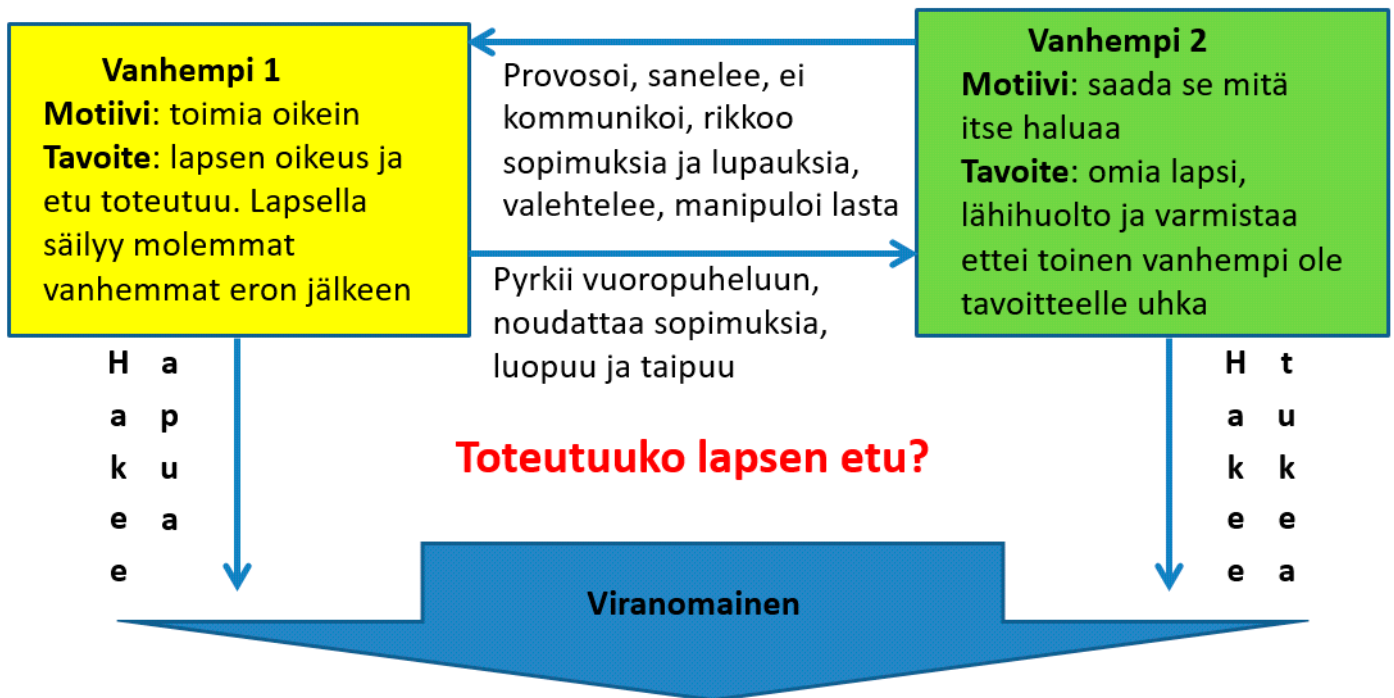 Vanhempi 1
Motiivi: toimia oikein
Tavoite: lapsen oikeus ja
etu toteutuu. Lapsella
säilyy molemmat
vanhemmat eron jälkeen
Provosoi, sanelee, ei
kommunikoi, rikkoo
sopimuksia ja lupauksia,
valehtelee, manipuloi lasta
Pyrkii vuoropuheluun,
noudattaa sopimuksia,
luopuu ja taipuu
Vanhempi 2
Motiivi: saada se mitä
itse haluaa
Tavoite: omia lapsi,
lähihuolto ja varmistaa
ettei toinen vanhempi ole
tavoitteelle uhka
Hakee
apua
Toteutuuko lapsen etu?
Hakee
tukea
Viranomainen